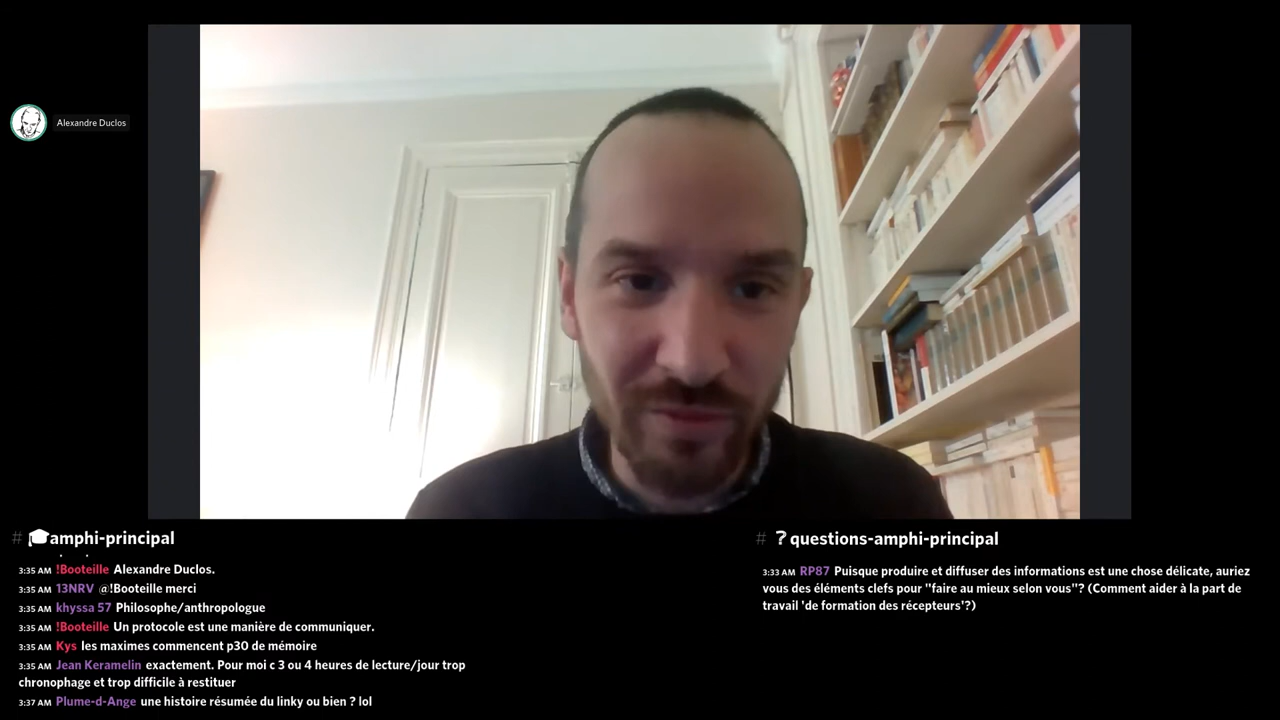 Alexandre Duclos
# 🎓amphi-principal
3:35 AM !Booteille Alexandre Duclos.
3:35 AM 13NRV @!Booteille merci
3:35 AM khyssa 57 Philosophe/anthropologue
3:35 AM !Booteille Un protocole est une manière de communiquer.
3:35 AM Kys les maximes commencent p30 de mémoire
3:35 AM Jean Keramelin exactement. Pour moi c 3 ou 4 heures de lecture/jour trop
chronophage et trop difficile à restituer
3:37 AM Plume-d-Ange une histoire résumée du linky ou bien ? lol
# ❔questions-amphi-principal
3:33 AM RP87 Puisque produire et diffuser des informations est une chose délicate, auriez
vous des éléments clefs pour "faire au mieux selon vous"? (Comment aider à la part de
travail 'de formation des récepteurs'?)